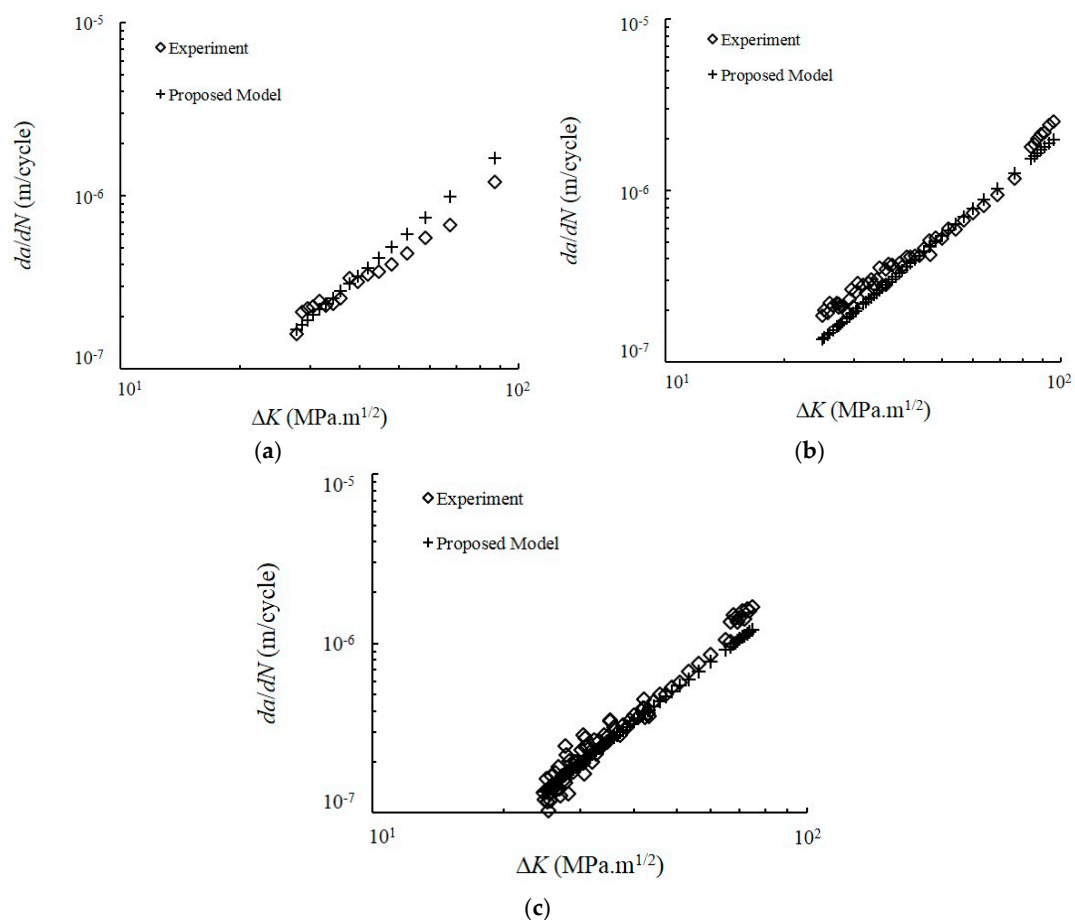 (a)
10⁻⁵
Experiment
Proposed Model
10⁻⁶
10⁻⁷
da/dN (m/cycle)
10¹
10²
ΔK (MPa.m¹/²)
(a)
(b)
10⁻⁵
Experiment
Proposed Model
10⁻⁶
10⁻⁷
da/dN (m/cycle)
10¹
10²
ΔK (MPa.m¹/²)
(b)
10⁻⁵
Experiment
Proposed Model
10⁻⁶
10⁻⁷
da/dN (m/cycle)
10¹
10²
ΔK (MPa.m¹/²)
(c)